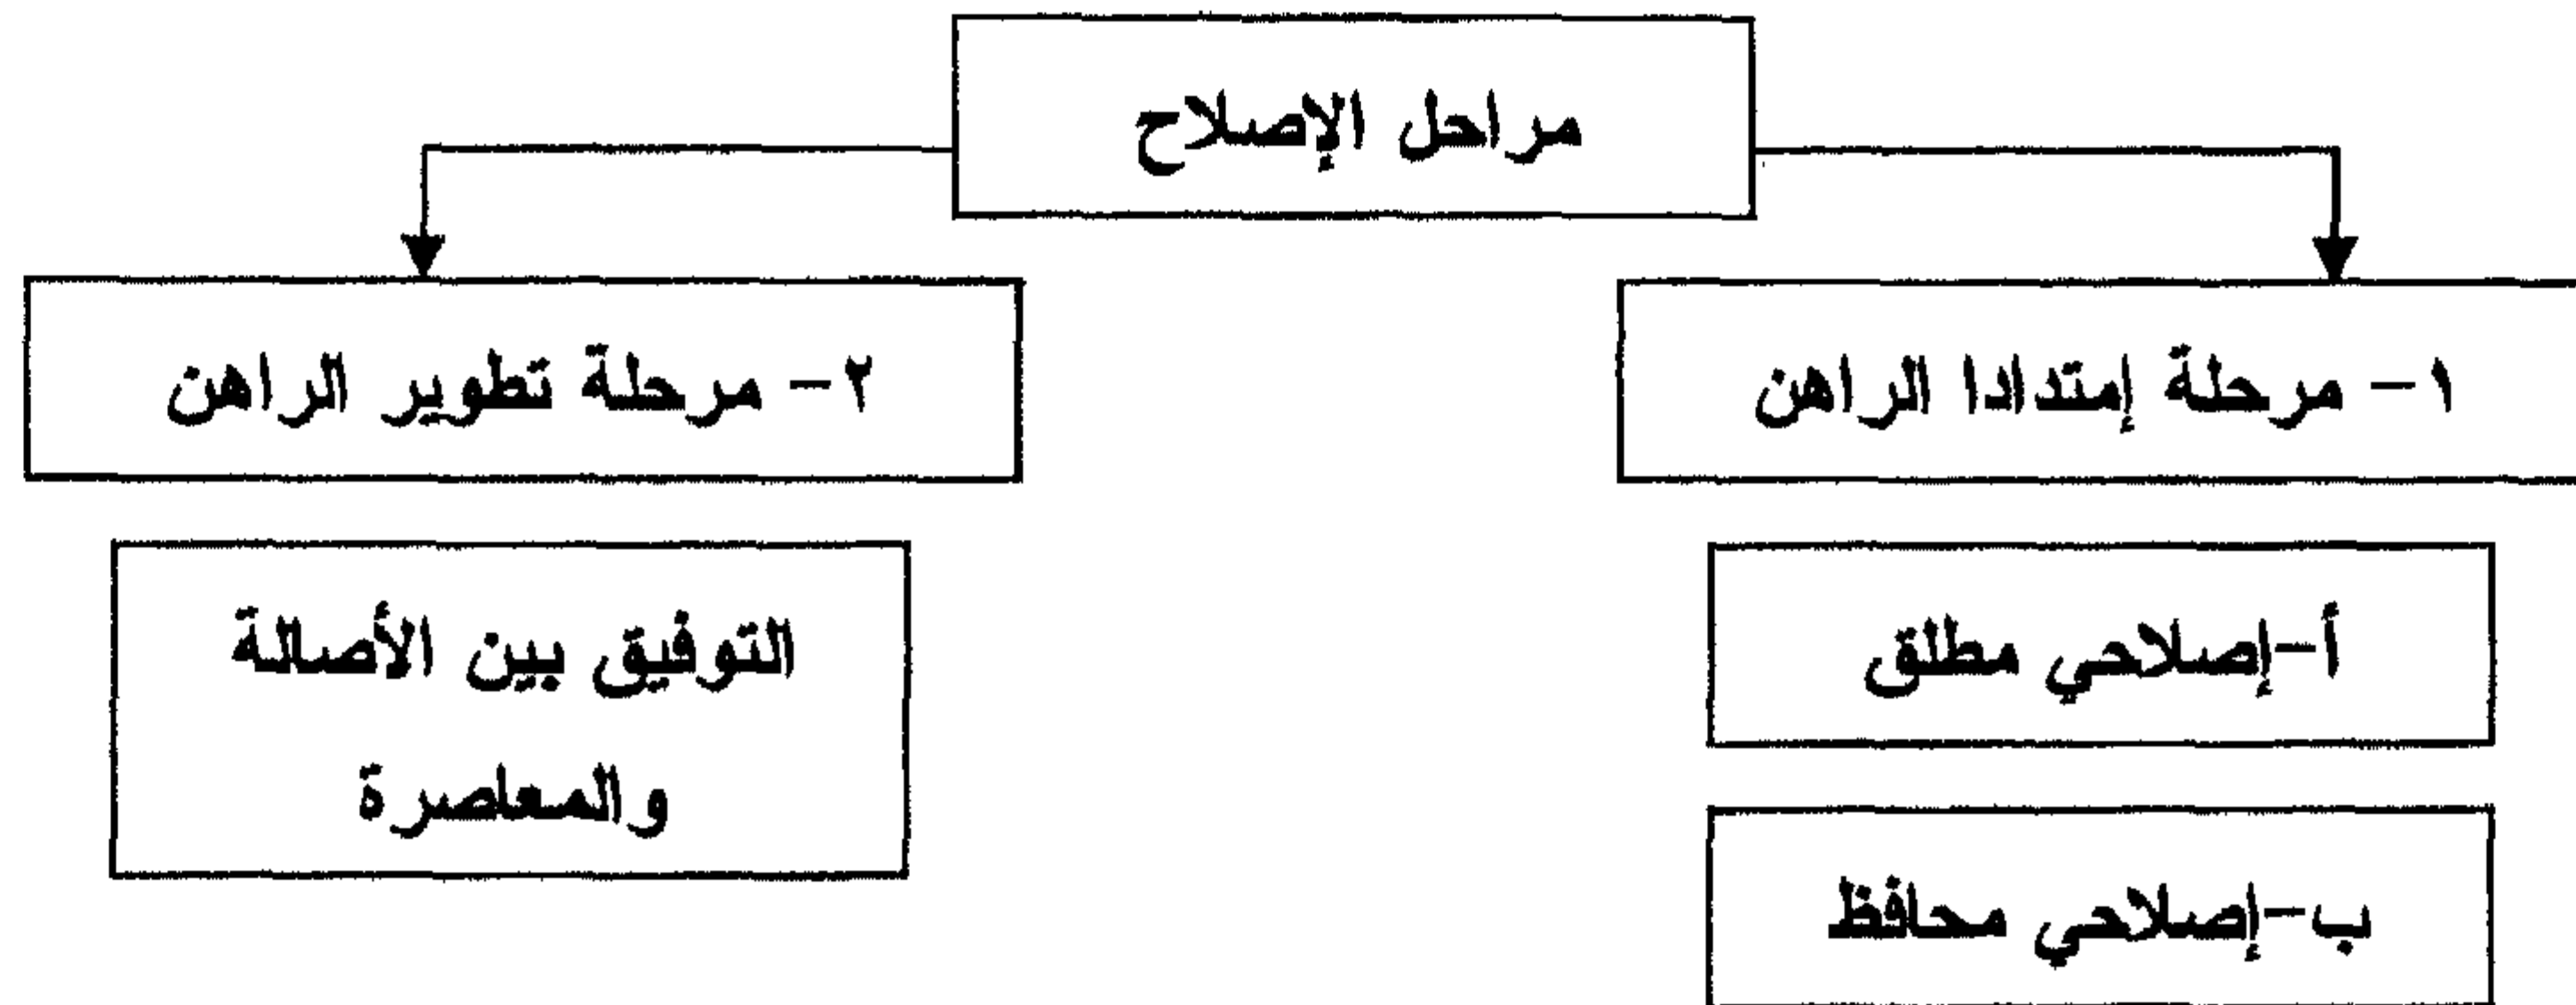 مراحل الإصلاح
١- مرحلة إمتدادا الراهن
أ-إصلاحي مطلق
ب-إصلاحي محافظ
٢- مرحلة تطوير الراهن
التوفيق بين الأصالة
والمعاصرة